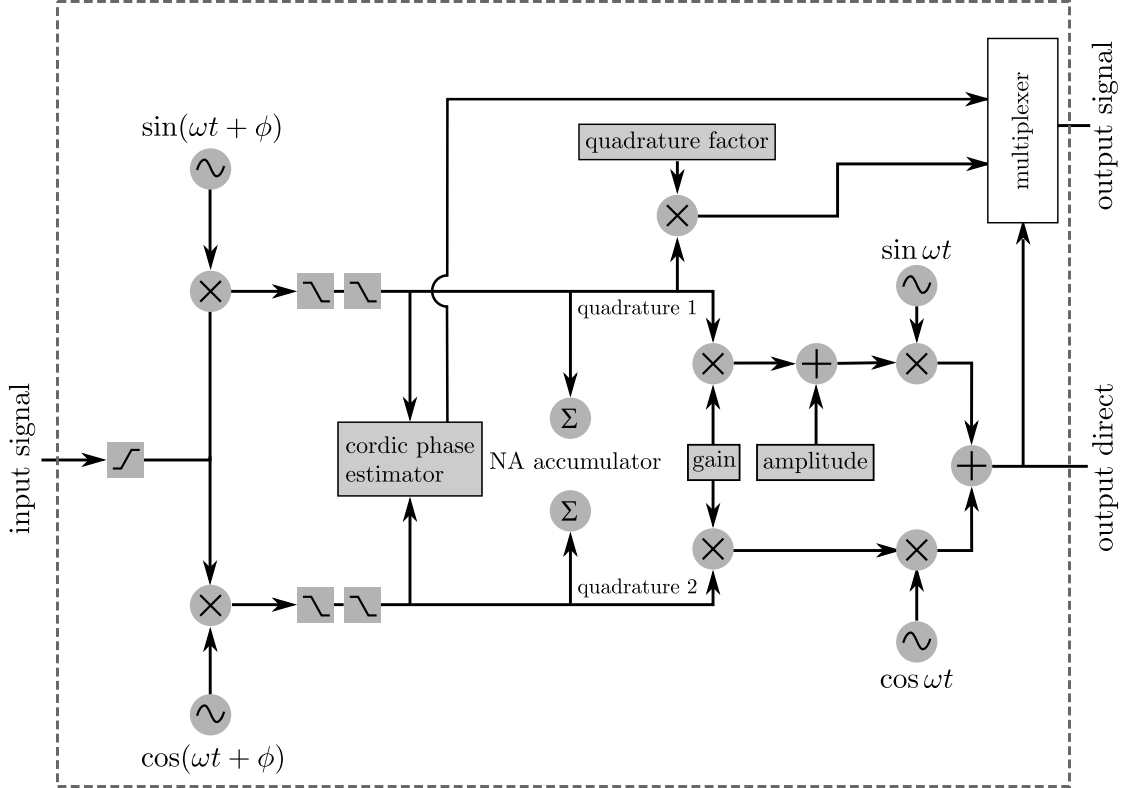 sin(ωt + ϕ)
quadrature factor
multiplexer
output signal
sin ωt
quadrature 1
input signal
cordic phase
estimator
Σ
NA accumulator
Σ
gain
amplitude
output direct
quadrature 2
cos ωt
cos(ωt + ϕ)